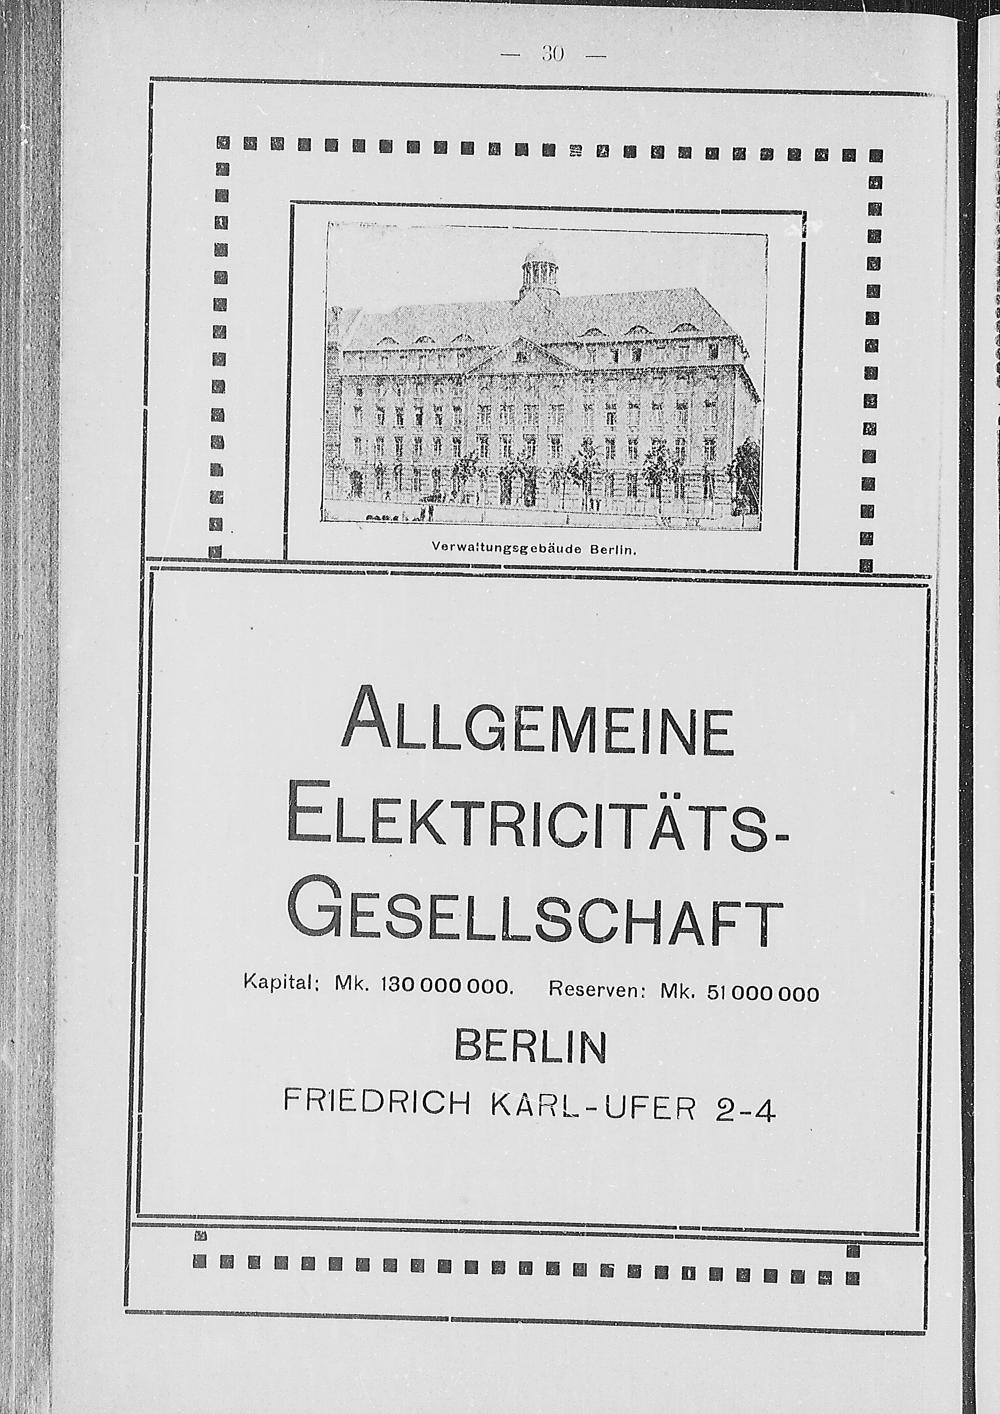 — 30 —
Verwaltungsgebäude Berlin.
ALLGEMEINE
ELEKTRICITÄTS-
GESELLSCHAFT
Kapital: Mk. 130 000 000. Reserven: Mk. 51 000 000
BERLIN
FRIEDRICH KARL-UFER 2-4